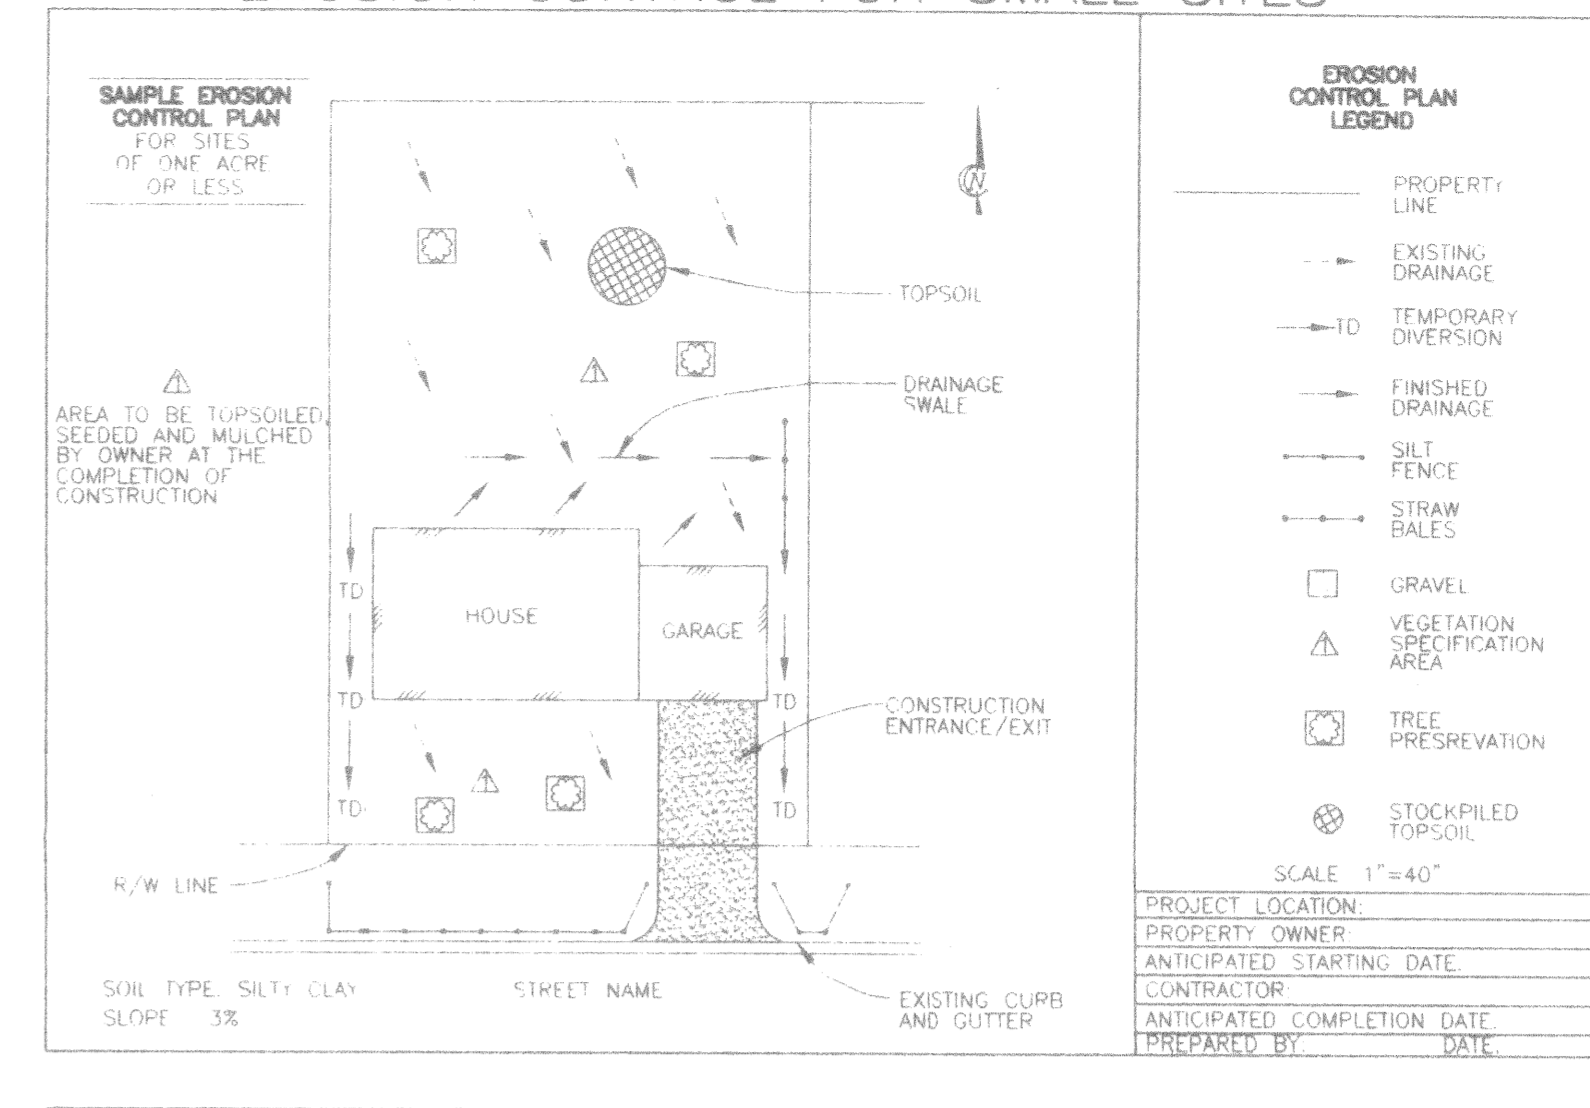 SAMPLE EROSION
CONTROL PLAN
FOR SITES
OF ONE ACRE
OR LESS
N
TOPSOIL
DRAINAGE
SWALE
AREA TO BE TOPSOILED,
SEEDED AND MULCHED
BY OWNER AT THE
COMPLETION OF
CONSTRUCTION
TD
TD
TD
HOUSE
GARAGE
TD
TD
CONSTRUCTION
ENTRANCE/EXIT
R/W LINE
SOIL TYPE. SILTY CLAY
SLOPE 3%
STREET NAME
EXISTING CURB
AND GUTTER
EROSION
CONTROL PLAN
LEGEND
PROPERTY
LINE
EXISTING
DRAINAGE
TD
TEMPORARY
DIVERSION
FINISHED
DRAINAGE
SILT
FENCE
STRAW
BALES
GRAVEL
VEGETATION
SPECIFICATION
AREA
TREE
PRESREVATION
STOCKPILED
TOPSOIL
SCALE 1"=40"
PROJECT LOCATION:
PROPERTY OWNER:
ANTICIPATED STARTING DATE.
CONTRACTOR:
ANTICIPATED COMPLETION DATE.
PREPARED BY: DATE.